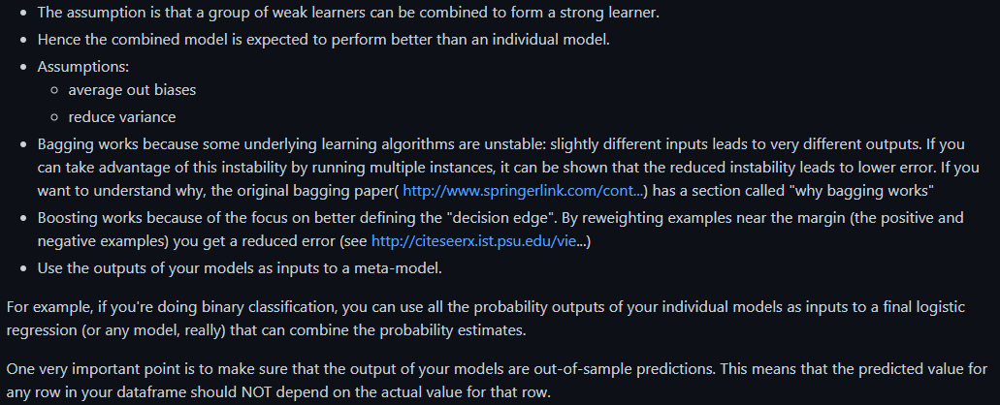 The assumption is that a group of weak learners can be combined to form a strong learner.
Hence the combined model is expected to perform better than an individual model.
Assumptions:
average out biases
reduce variance
Bagging works because some underlying learning algorithms are unstable: slightly different inputs leads to very different outputs. If you
can take advantage of this instability by running multiple instances, it can be shown that the reduced instability leads to lower error. If you
want to understand why, the original bagging paper( http://www.springerlink.com/cont...) has a section called "why bagging works"
Boosting works because of the focus on better defining the "decision edge". By reweighting examples near the margin (the positive and
negative examples) you get a reduced error (see http://citeseerx.ist.psu.edu/vie...)
Use the outputs of your models as inputs to a meta-model.
For example, if you're doing binary classification, you can use all the probability outputs of your individual models as inputs to a final logistic
regression (or any model, really) that can combine the probability estimates.
One very important point is to make sure that the output of your models are out-of-sample predictions. This means that the predicted value for
any row in your dataframe should NOT depend on the actual value for that row.